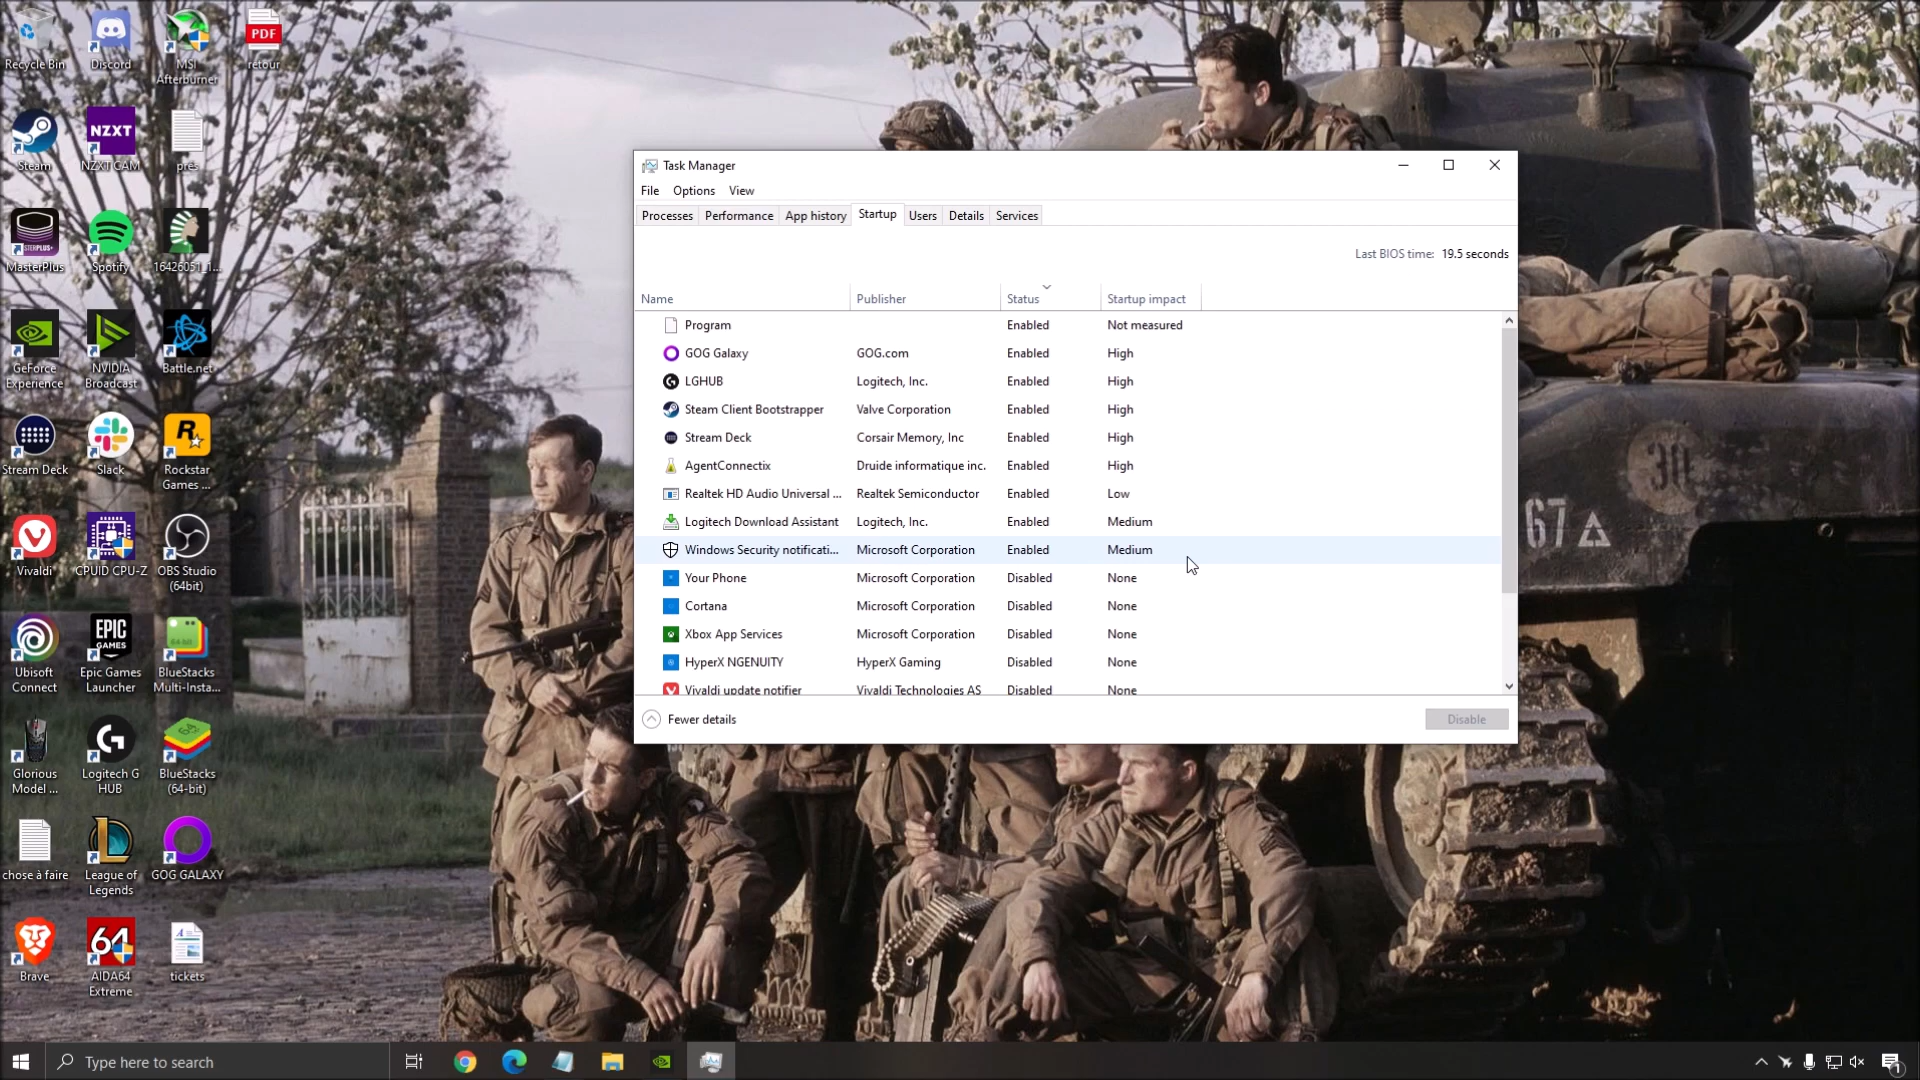 Recycle Bin
Discord
MSI
Afterburner
PDF
retour
Steam
NZXT
NZXT CAM
près
MasterPlus
Spotify
16426051_1...
GeForce
Experience
NVIDIA
Broadcast
Battle.net
Stream Deck
Slack
R
Rockstar
Games ...
Vivaldi
CPUID CPU-Z
OBS Studio
(64bit)
Ubisoft
Connect
EPIC
GAMES
Epic Games
Launcher
64 bit
BlueStacks
Multi-Insta...
Glorious
Model ...
Logitech G
HUB
BlueStacks
(64-bit)
chose à faire
League of
Legends
GOG GALAXY
Brave
64
AIDA64
Extreme
tickets
Task Manager
File Options View
Processes Performance App history Startup Users Details Services
Last BIOS time: 19.5 seconds
Name Publisher Status Startup impact
Program Enabled Not measured
GOG Galaxy GOG.com Enabled High
LGHUB Logitech, Inc. Enabled High
Steam Client Bootstrapper Valve Corporation Enabled High
Stream Deck Corsair Memory, Inc Enabled High
AgentConnectix Druide informatique inc. Enabled High
Realtek HD Audio Universal ... Realtek Semiconductor Enabled Low
Logitech Download Assistant Logitech, Inc. Enabled Medium
Windows Security notificati... Microsoft Corporation Enabled Medium
Your Phone Microsoft Corporation Disabled None
Cortana Microsoft Corporation Disabled None
Xbox App Services Microsoft Corporation Disabled None
HyperX NGENUITY HyperX Gaming Disabled None
Vivaldi update notifier Vivaldi Technologies AS Disabled None
Fewer details Disable
30
67
Type here to search
1